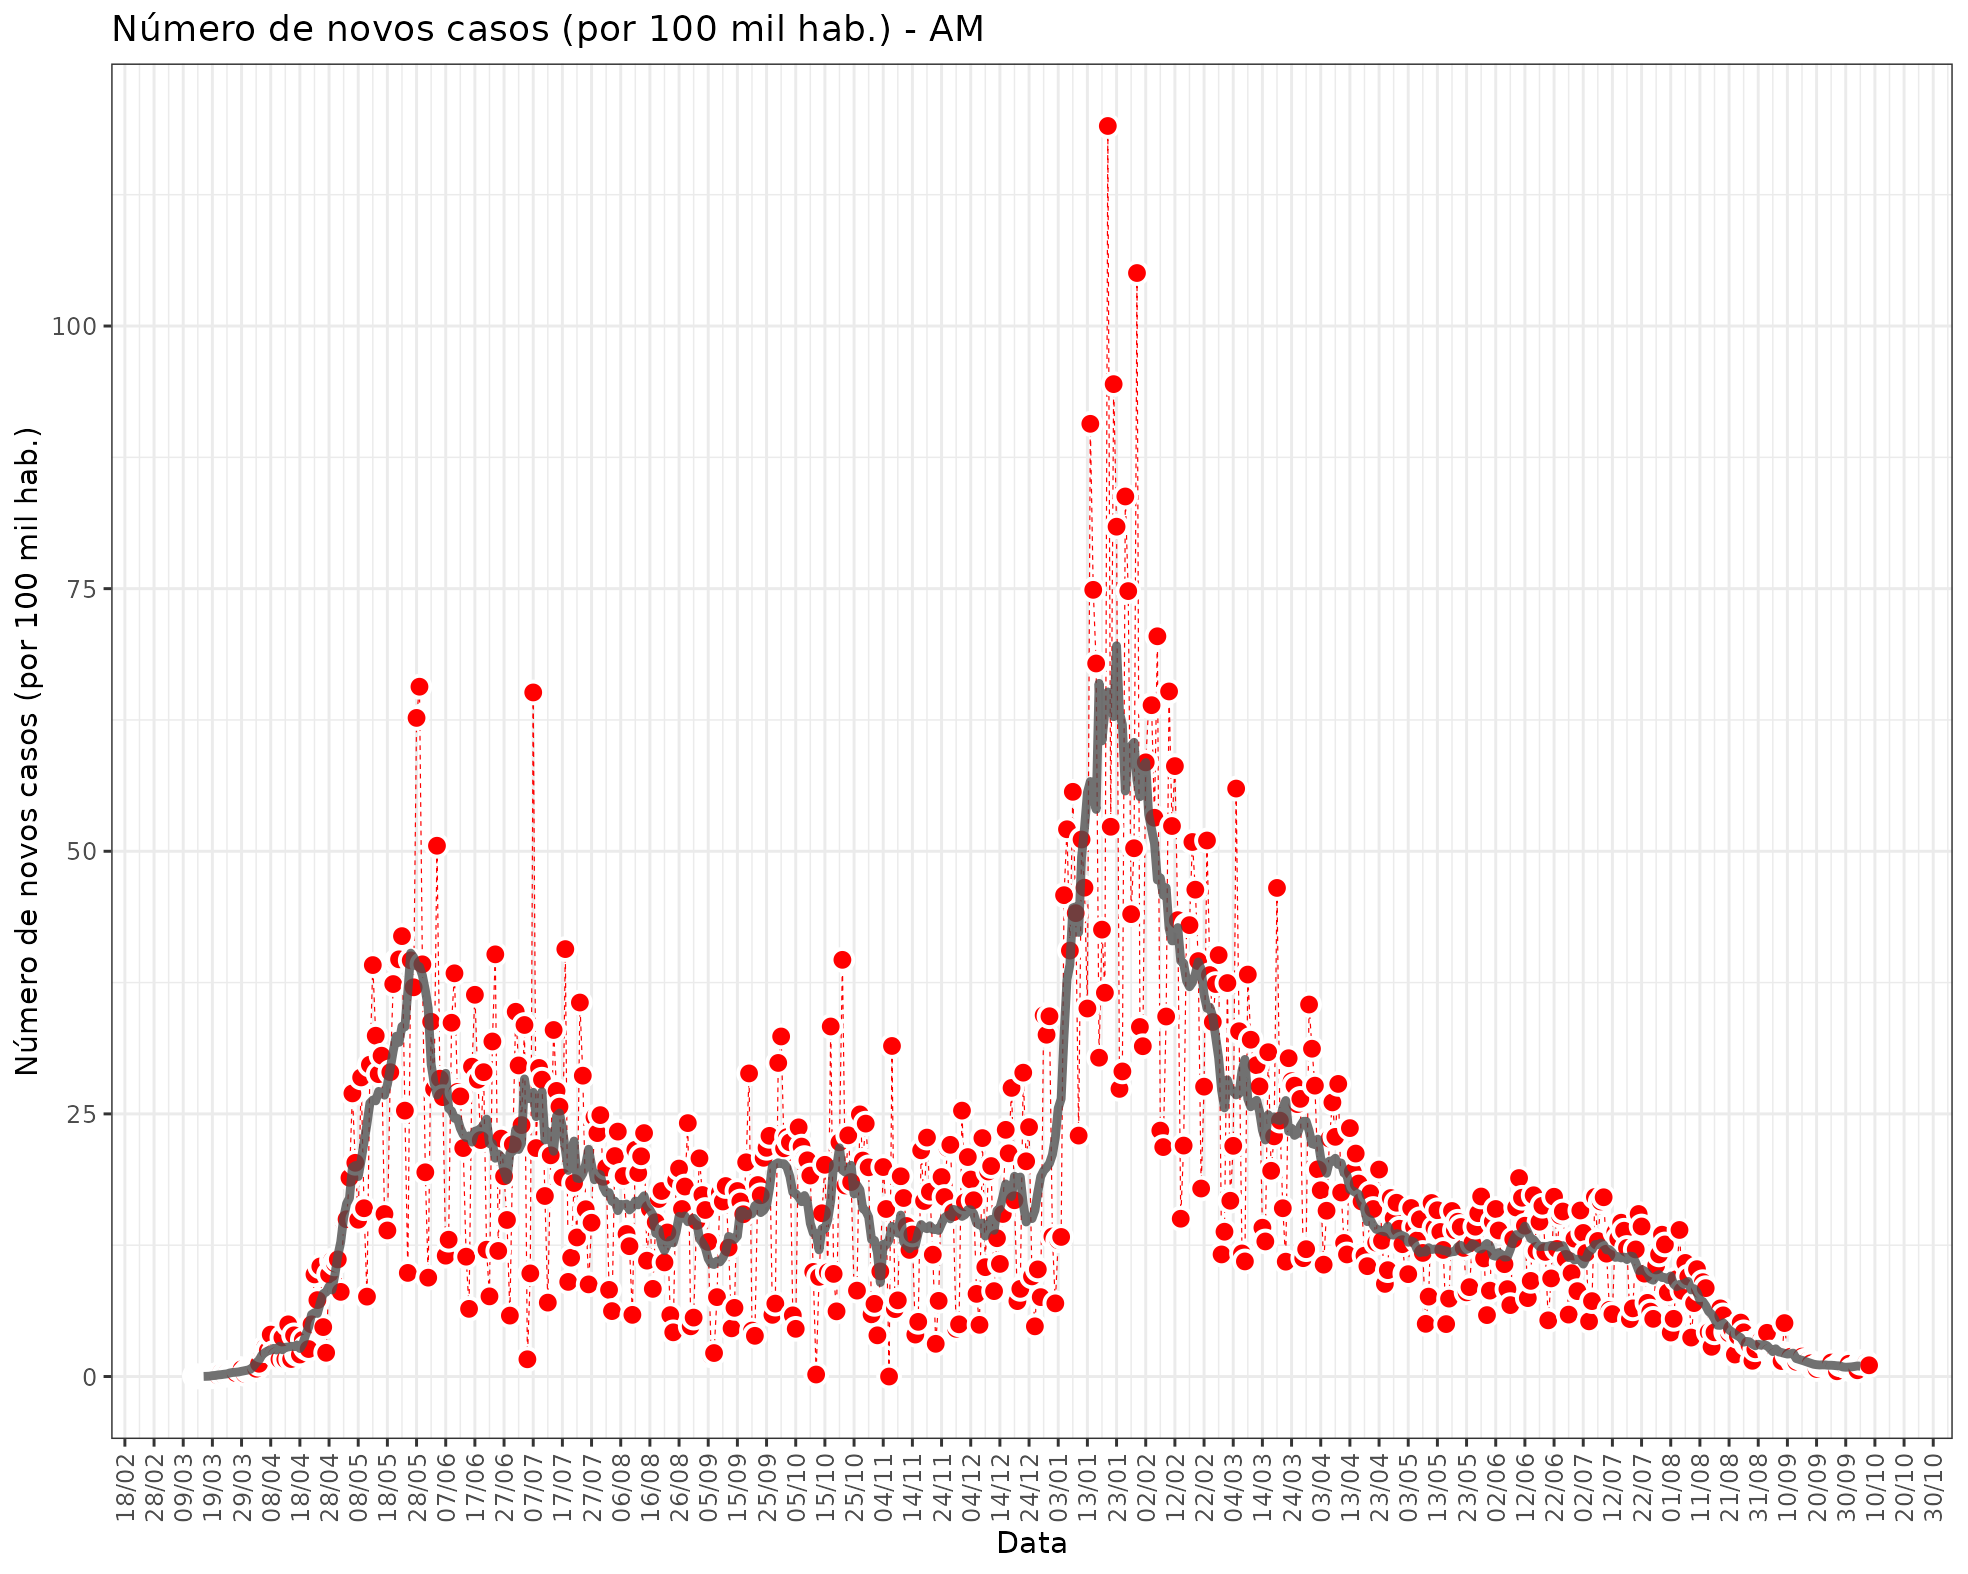 Número de novos casos (por 100 mil hab.) - AM
Número de novos casos (por 100 mil hab.)
100
75
50
25
0
18/02 28/02 09/03 19/03 29/03 08/04 18/04 28/04 08/05 18/05 28/05 07/06 17/06 27/06 07/07 17/07 27/07 06/08 16/08 26/08 05/09 15/09 25/09 05/10 15/10 25/10 04/11 14/11 24/11 04/12 14/12 24/12 03/01 13/01 23/01 02/02 12/02 22/02 04/03 14/03 24/03 03/04 13/04 23/04 03/05 13/05 23/05 02/06 12/06 22/06 02/07 12/07 22/07 01/08 11/08 21/08 31/08 10/09 20/09 30/09 10/10 20/10 30/10
Data